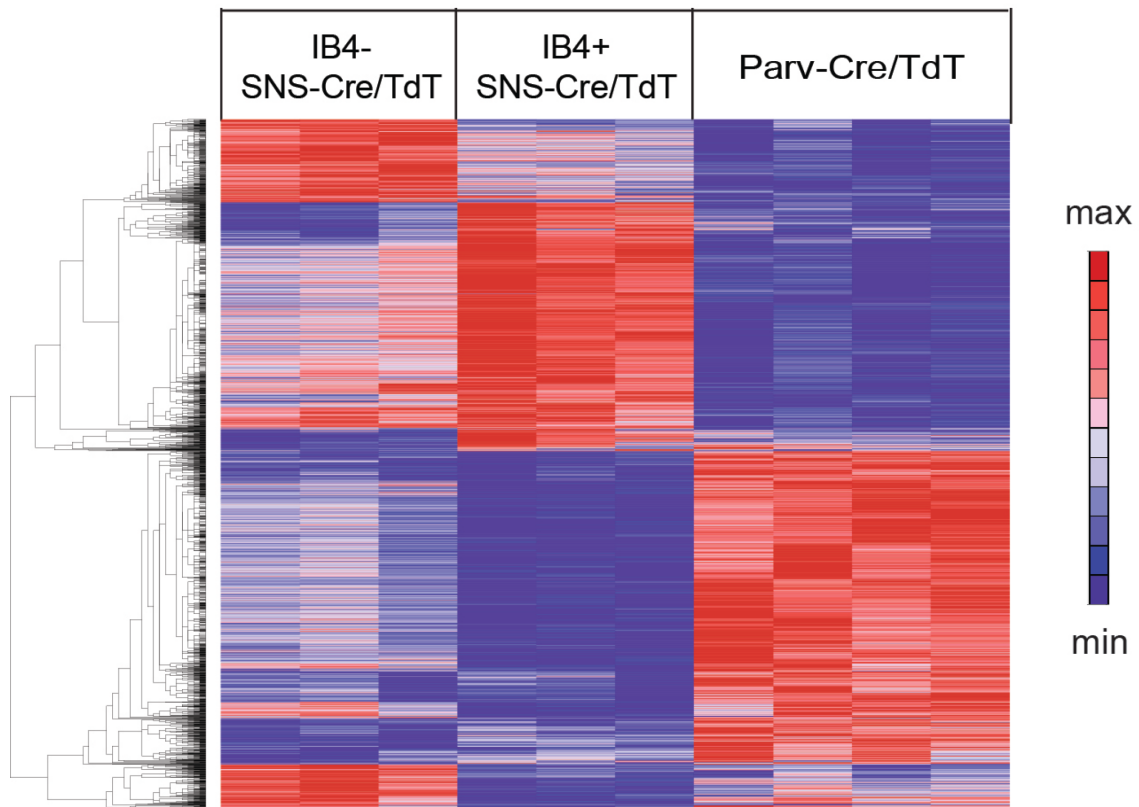 IB4-
SNS-Cre/TdT
IB4+
SNS-Cre/TdT
Parv-Cre/TdT
max
min